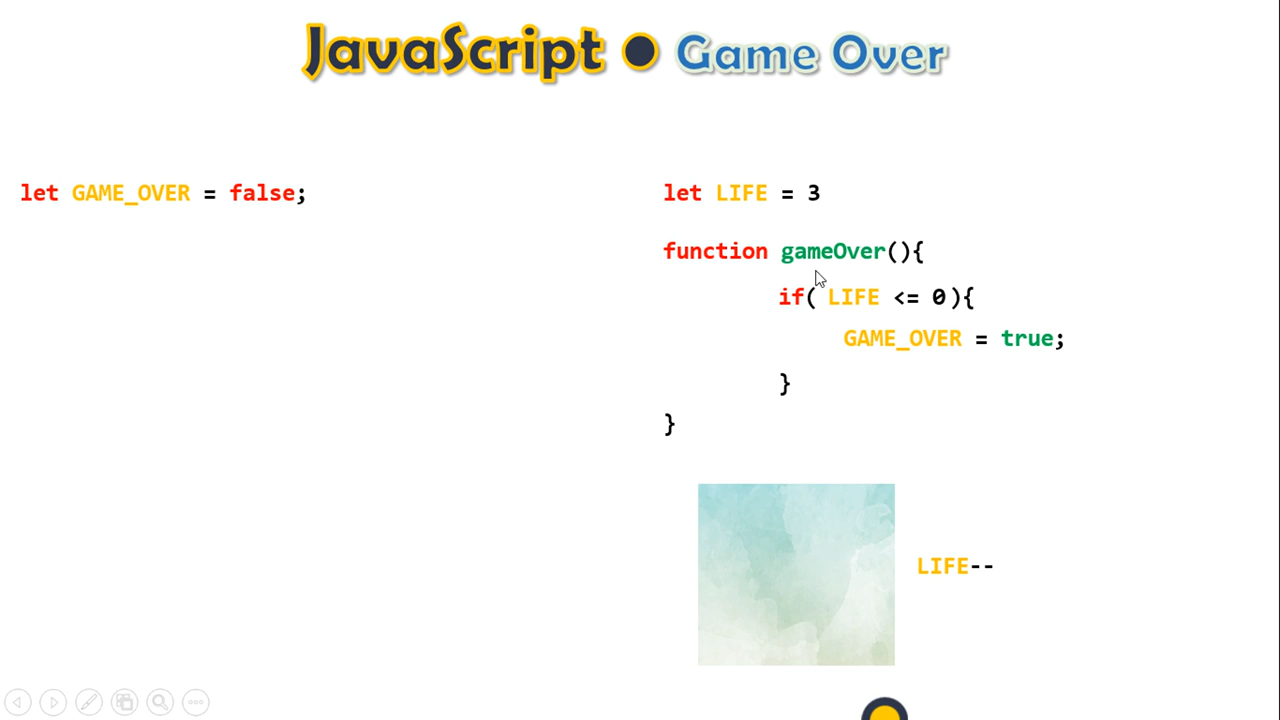 JavaScript ● Game Over
let GAME_OVER = false;
let LIFE = 3
function gameOver(){
if( LIFE <= 0){
GAME_OVER = true;
}
}
LIFE--